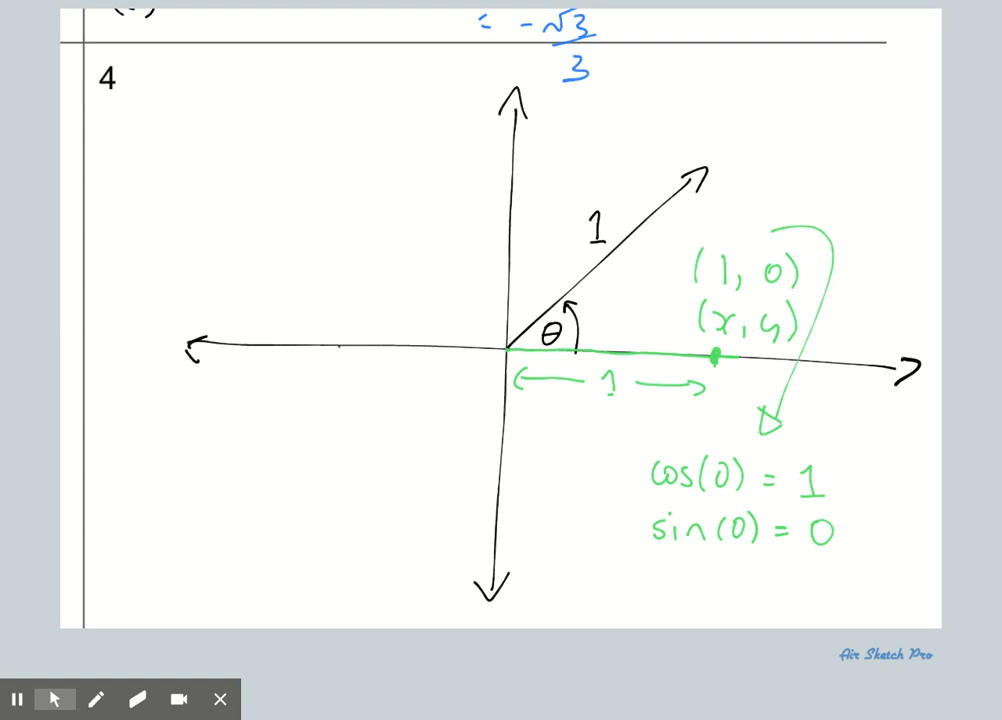 = -√3
3
4
1
(1, 0)
θ
(x, y)
1
cos(0) = 1
sin(0) = 0
Air Sketch Pro